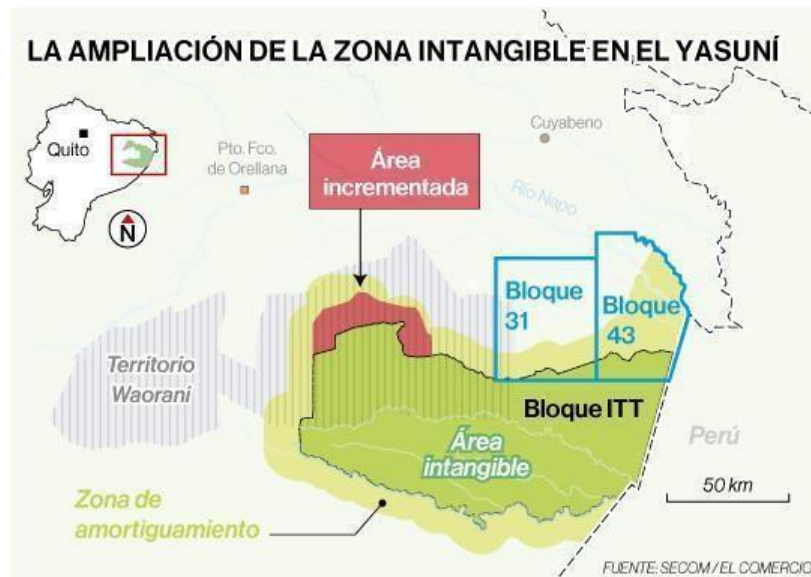 LA AMPLIACIÓN DE LA ZONA INTANGIBLE EN EL YASUNÍ
Quito
N
Pto. Fco.
de Orellana
Cuyabeno
Área
incrementada
Río Napo
Bloque
31
Bloque
43
Territorio
Waorani
Bloque ITT
Área
intangible
Perú
Zona de
amortiguamiento
50 km
FUENTE: SECOM / EL COMERCIO